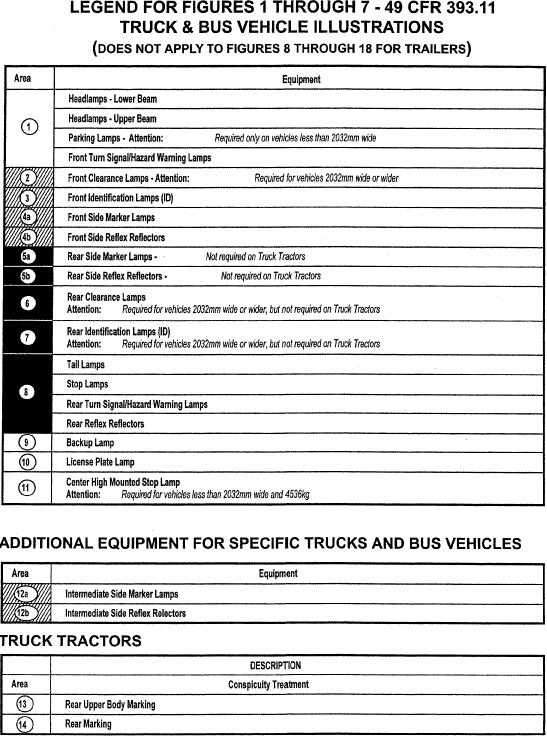 LEGEND FOR FIGURES 1 THROUGH 7 - 49 CFR 393.11
TRUCK & BUS VEHICLE ILLUSTRATIONS
(DOES NOT APPLY TO FIGURES 8 THROUGH 18 FOR TRAILERS)
Area Equipment
1
Headlamps - Lower Beam
Headlamps - Upper Beam
Parking Lamps - Attention: Required only on vehicles less than 2032mm wide
Front Turn Signal/Hazard Warning Lamps
2 Front Clearance Lamps - Attention: Required for vehicles 2032mm wide or wider
3 Front Identification Lamps (ID)
4a Front Side Marker Lamps
4b Front Side Reflex Reflectors
5a Rear Side Marker Lamps - Not required on Truck Tractors
5b Rear Side Reflex Reflectors - Not required on Truck Tractors
6 Rear Clearance Lamps
Attention: Required for vehicles 2032mm wide or wider, but not required on Truck Tractors
7 Rear Identification Lamps (ID)
Attention: Required for vehicles 2032mm wide or wider, but not required on Truck Tractors
8
Tail Lamps
Stop Lamps
Rear Turn Signal/Hazard Warning Lamps
Rear Reflex Reflectors
9 Backup Lamp
10 License Plate Lamp
11 Center High Mounted Stop Lamp
Attention: Required for vehicles less than 2032mm wide and 4536kg
ADDITIONAL EQUIPMENT FOR SPECIFIC TRUCKS AND BUS VEHICLES
Area Equipment
12a Intermediate Side Marker Lamps
12b Intermediate Side Reflex Rolectors
TRUCK TRACTORS
DESCRIPTION
Area Conspicuity Treatment
13 Rear Upper Body Marking
14 Rear Marking